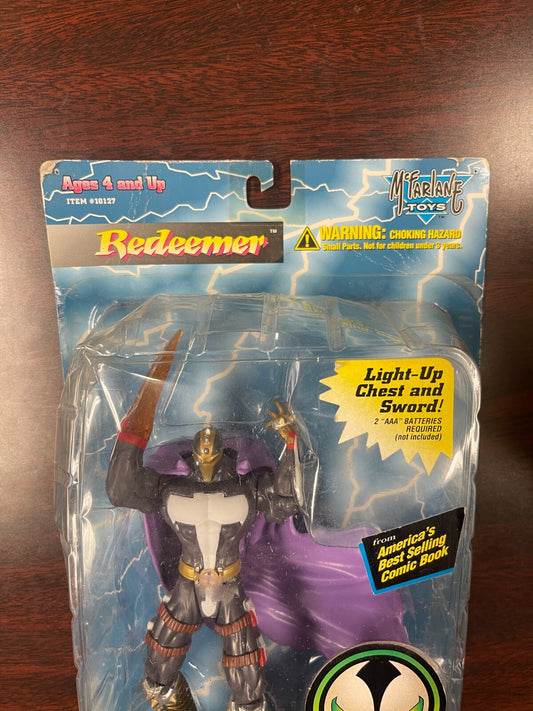 Ages 4 and Up
ITEM #10127
McFARLANE
TOYS™
Redeemer™
WARNING: CHOKING HAZARD
Small Parts. Not for children under 3 years.
Light-Up
Chest and
Sword!
2 "AAA" BATTERIES
REQUIRED
(not included)
from
America's
Best Selling
Comic Book